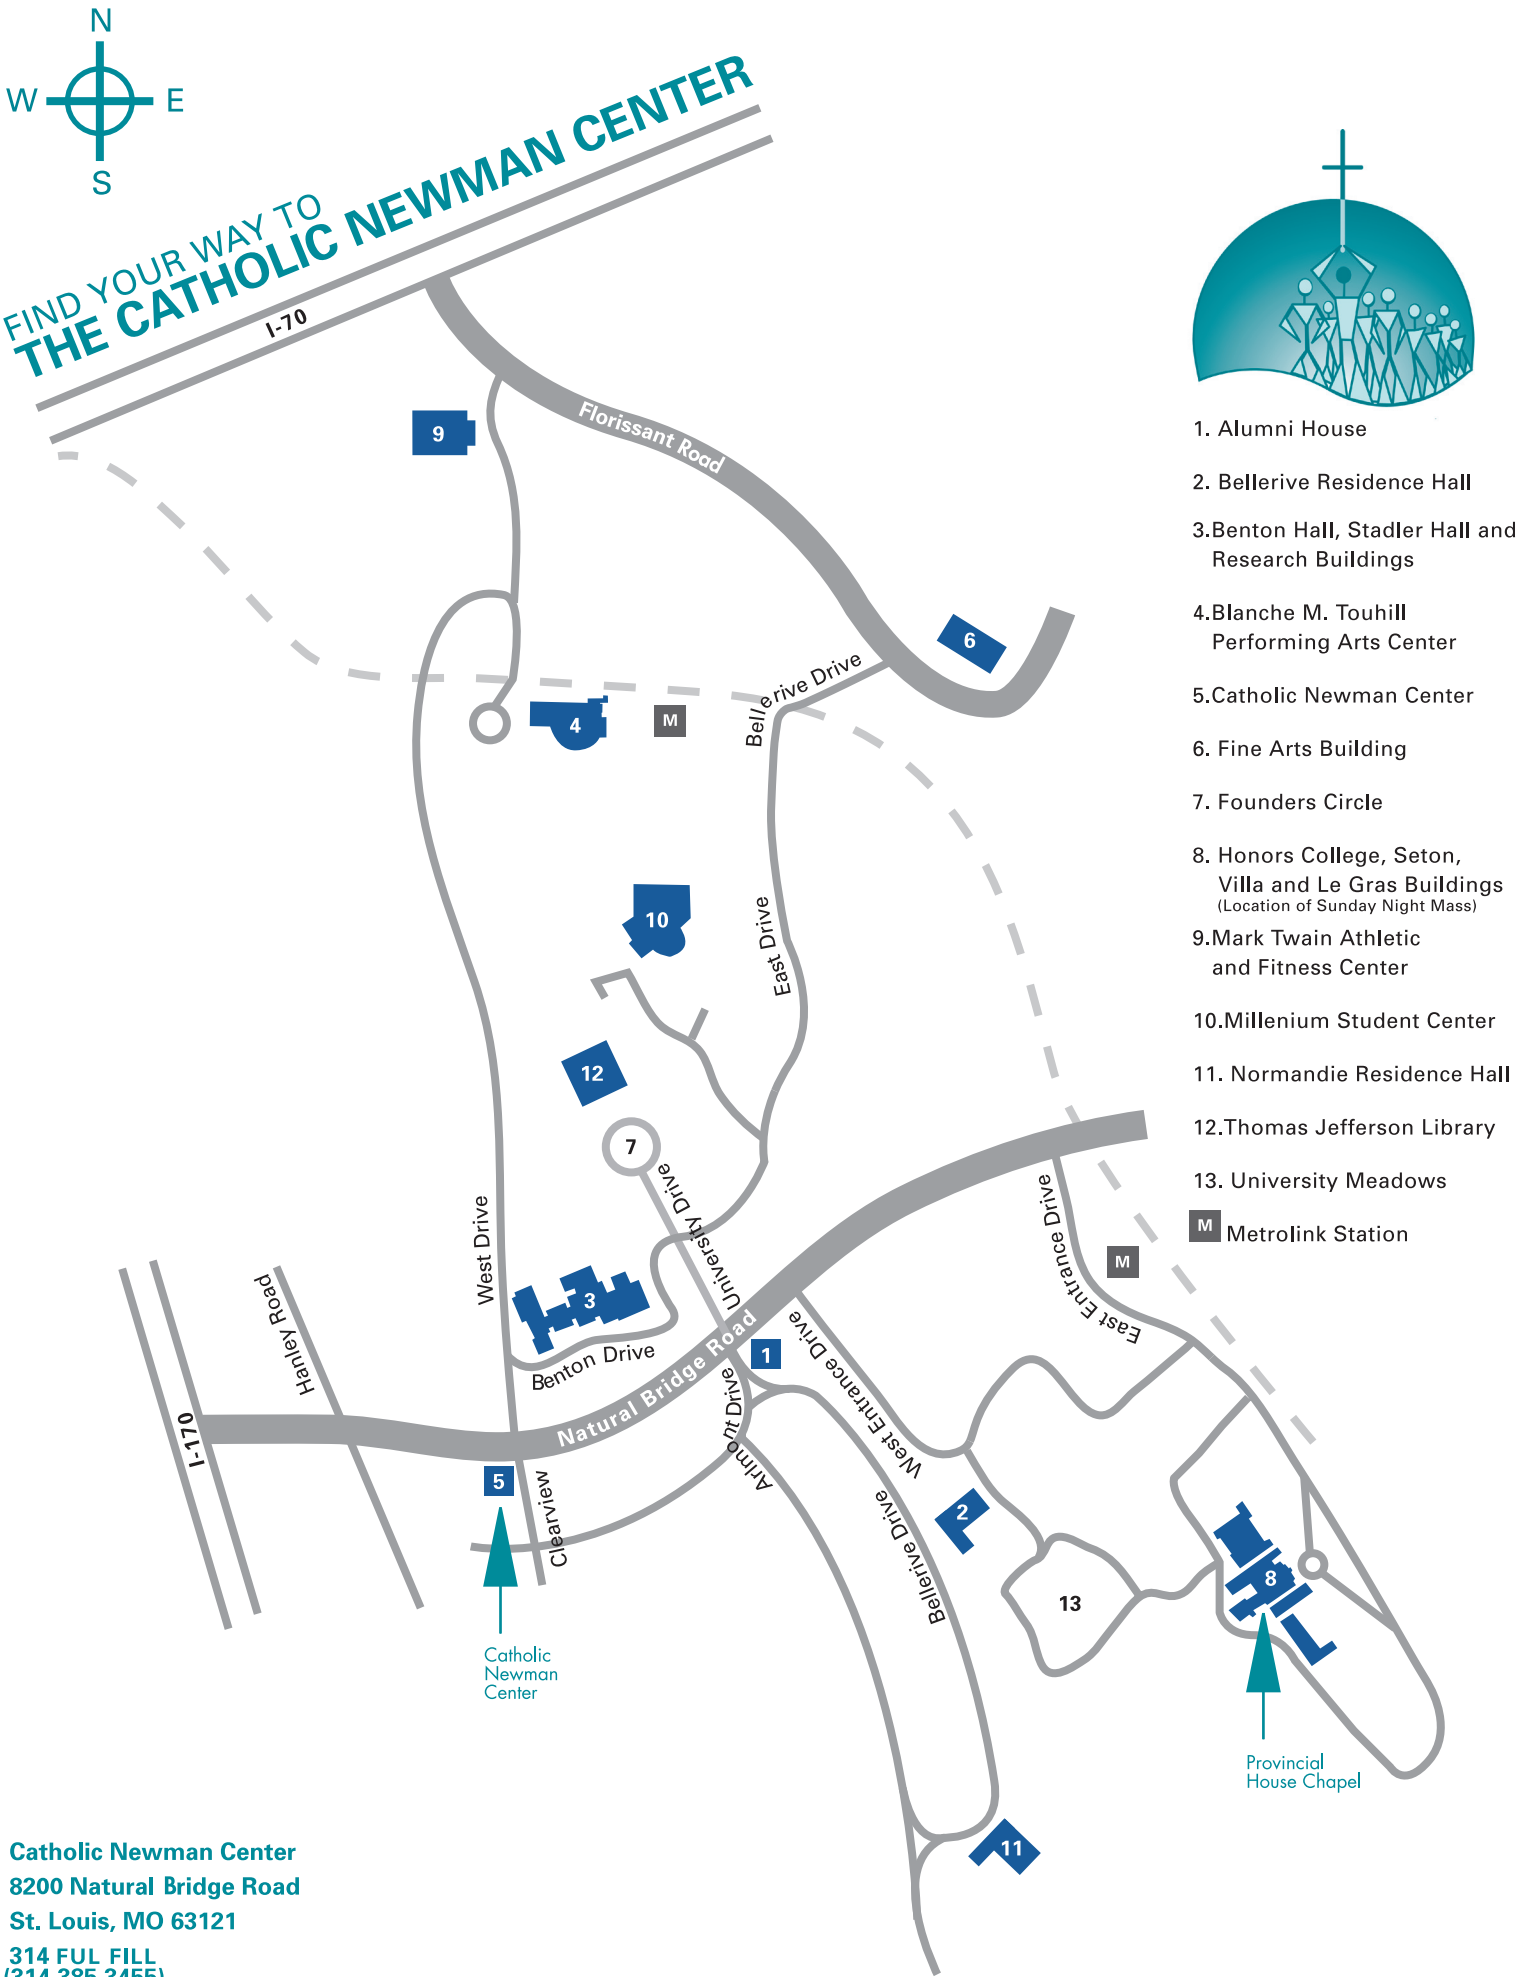 N
W
E
S
FIND YOUR WAY TO
THE CATHOLIC NEWMAN CENTER
I-70
Florissant Road
9
6
Bellerive Drive
4
M
10
East Drive
12
7
University Drive
West Drive
3
Benton Drive
Hanley Road
I-170
Natural Bridge Road
1
Arlmont Drive
West Entrance Drive
East Entrance Drive
M
5
Clearview
Bellerive Drive
2
13
8
11
Catholic
Newman
Center
Provincial
House Chapel
1. Alumni House
2. Bellerive Residence Hall
3.Benton Hall, Stadler Hall and
Research Buildings
4.Blanche M. Touhill
Performing Arts Center
5.Catholic Newman Center
6. Fine Arts Building
7. Founders Circle
8. Honors College, Seton,
Villa and Le Gras Buildings
(Location of Sunday Night Mass)
9.Mark Twain Athletic
and Fitness Center
10.Millenium Student Center
11. Normandie Residence Hall
12.Thomas Jefferson Library
13. University Meadows
M Metrolink Station
Catholic Newman Center
8200 Natural Bridge Road
St. Louis, MO 63121
314 FUL FILL
(314 385 3455)